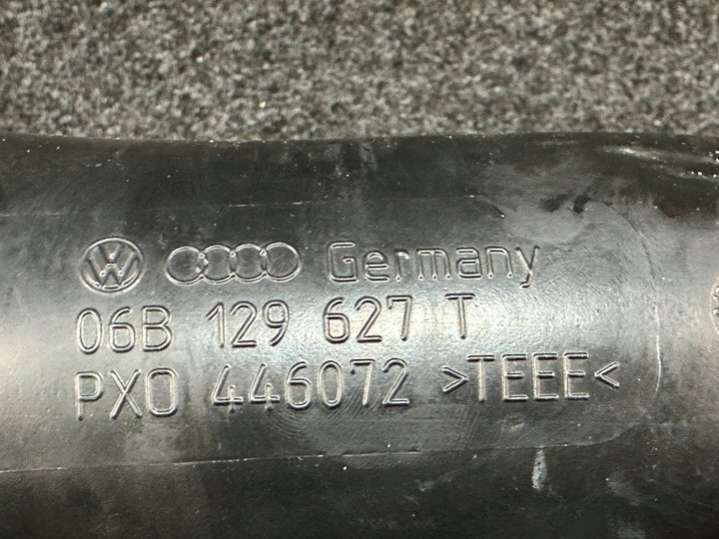 Germany
06B 129 627 T
PXO 446072 >TEEE<